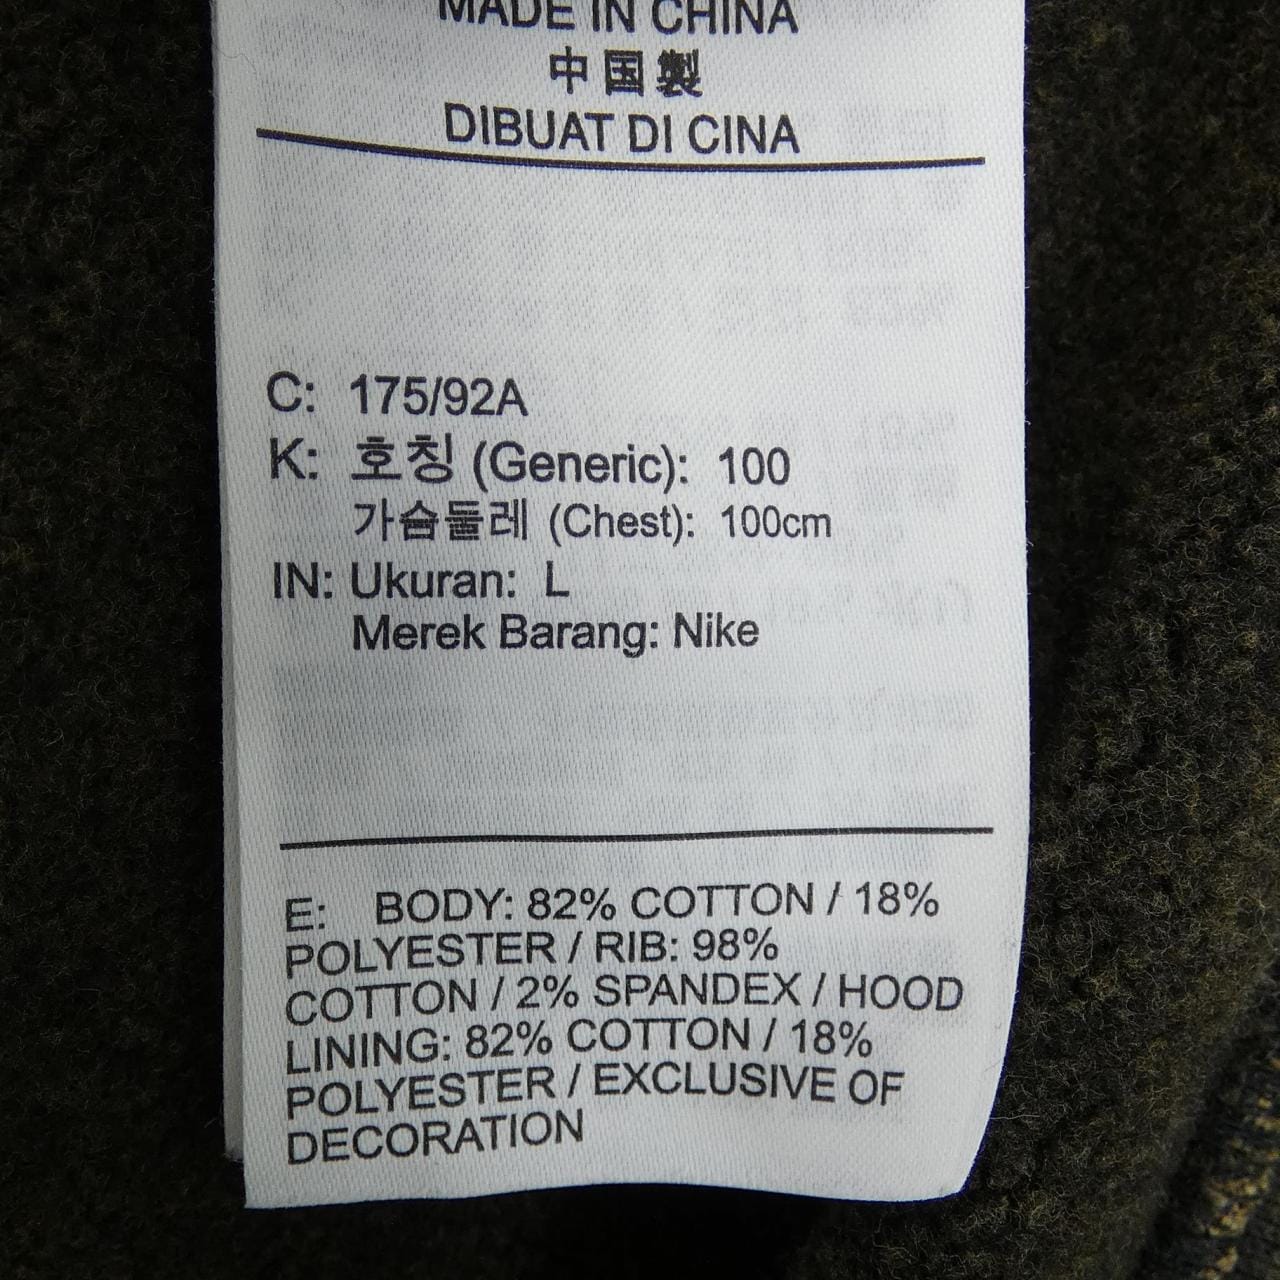 MADE IN CHINA
中国製
DIBUAT DI CINA
C: 175/92A
K: 호칭 (Generic): 100
가슴둘레 (Chest): 100cm
IN: Ukuran: L
Merek Barang: Nike
E: BODY: 82% COTTON / 18%
POLYESTER / RIB: 98%
COTTON / 2% SPANDEX / HOOD
LINING: 82% COTTON / 18%
POLYESTER / EXCLUSIVE OF
DECORATION